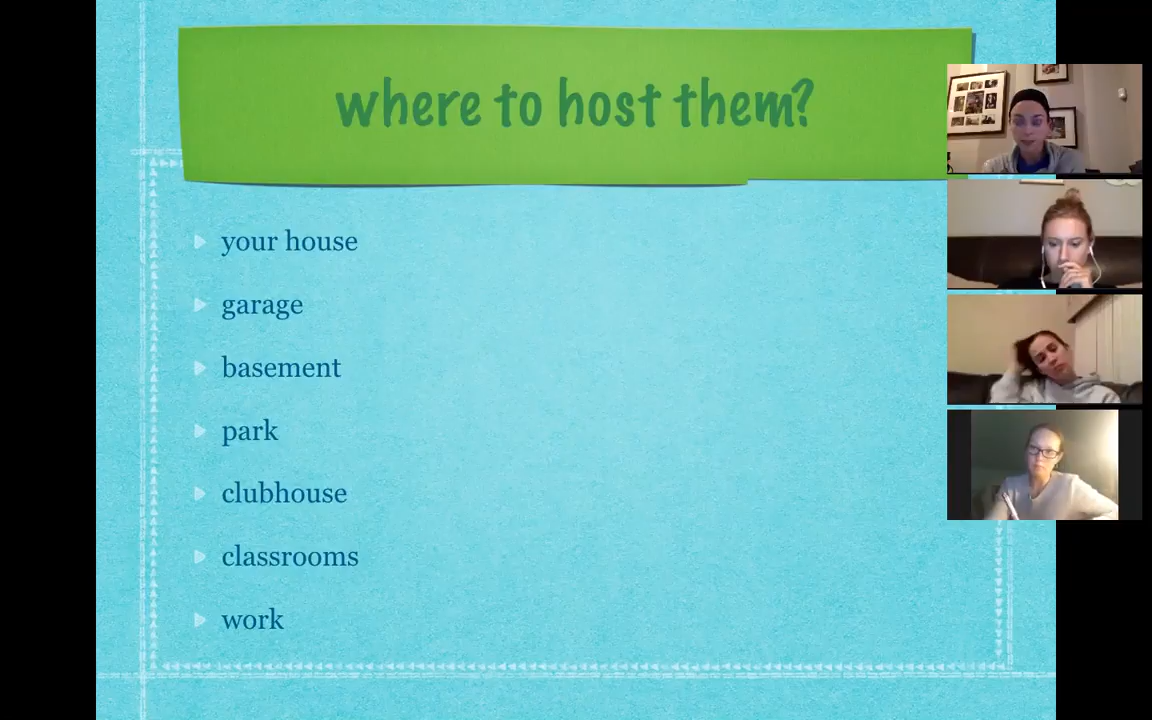 where to host them?
your house
garage
basement
park
clubhouse
classrooms
work